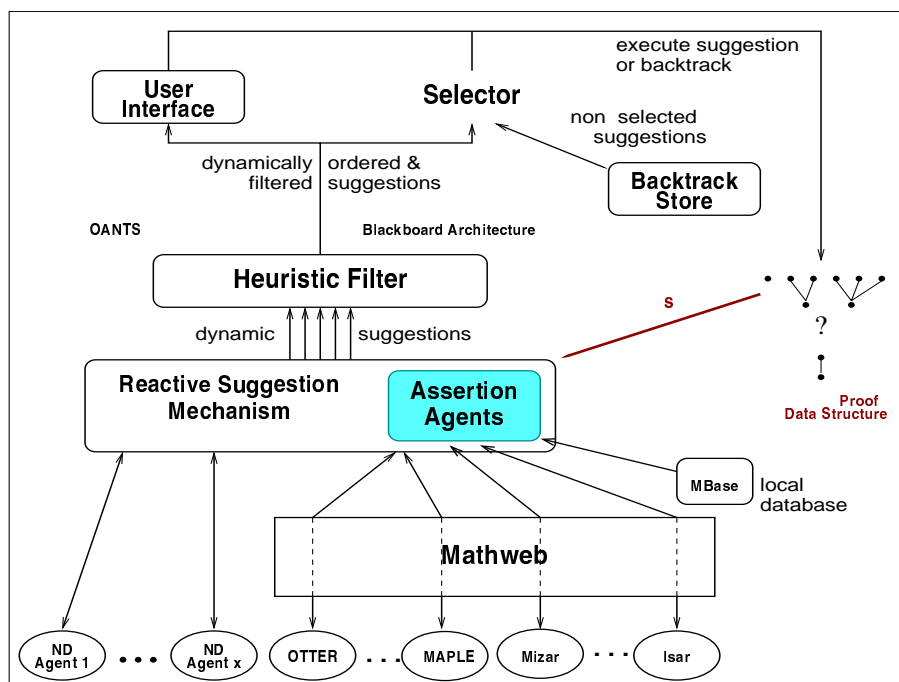 execute suggestion
or backtrack
User
Interface
Selector
non selected
suggestions
dynamically
filtered
ordered &
suggestions
Backtrack
Store
OANTS
Blackboard Architecture
Heuristic Filter
s
?
dynamic
suggestions
Reactive Suggestion
Mechanism
Assertion
Agents
Proof
Data Structure
MBase
local
database
Mathweb
ND
Agent 1
ND
Agent x
OTTER
MAPLE
Mizar
Isar